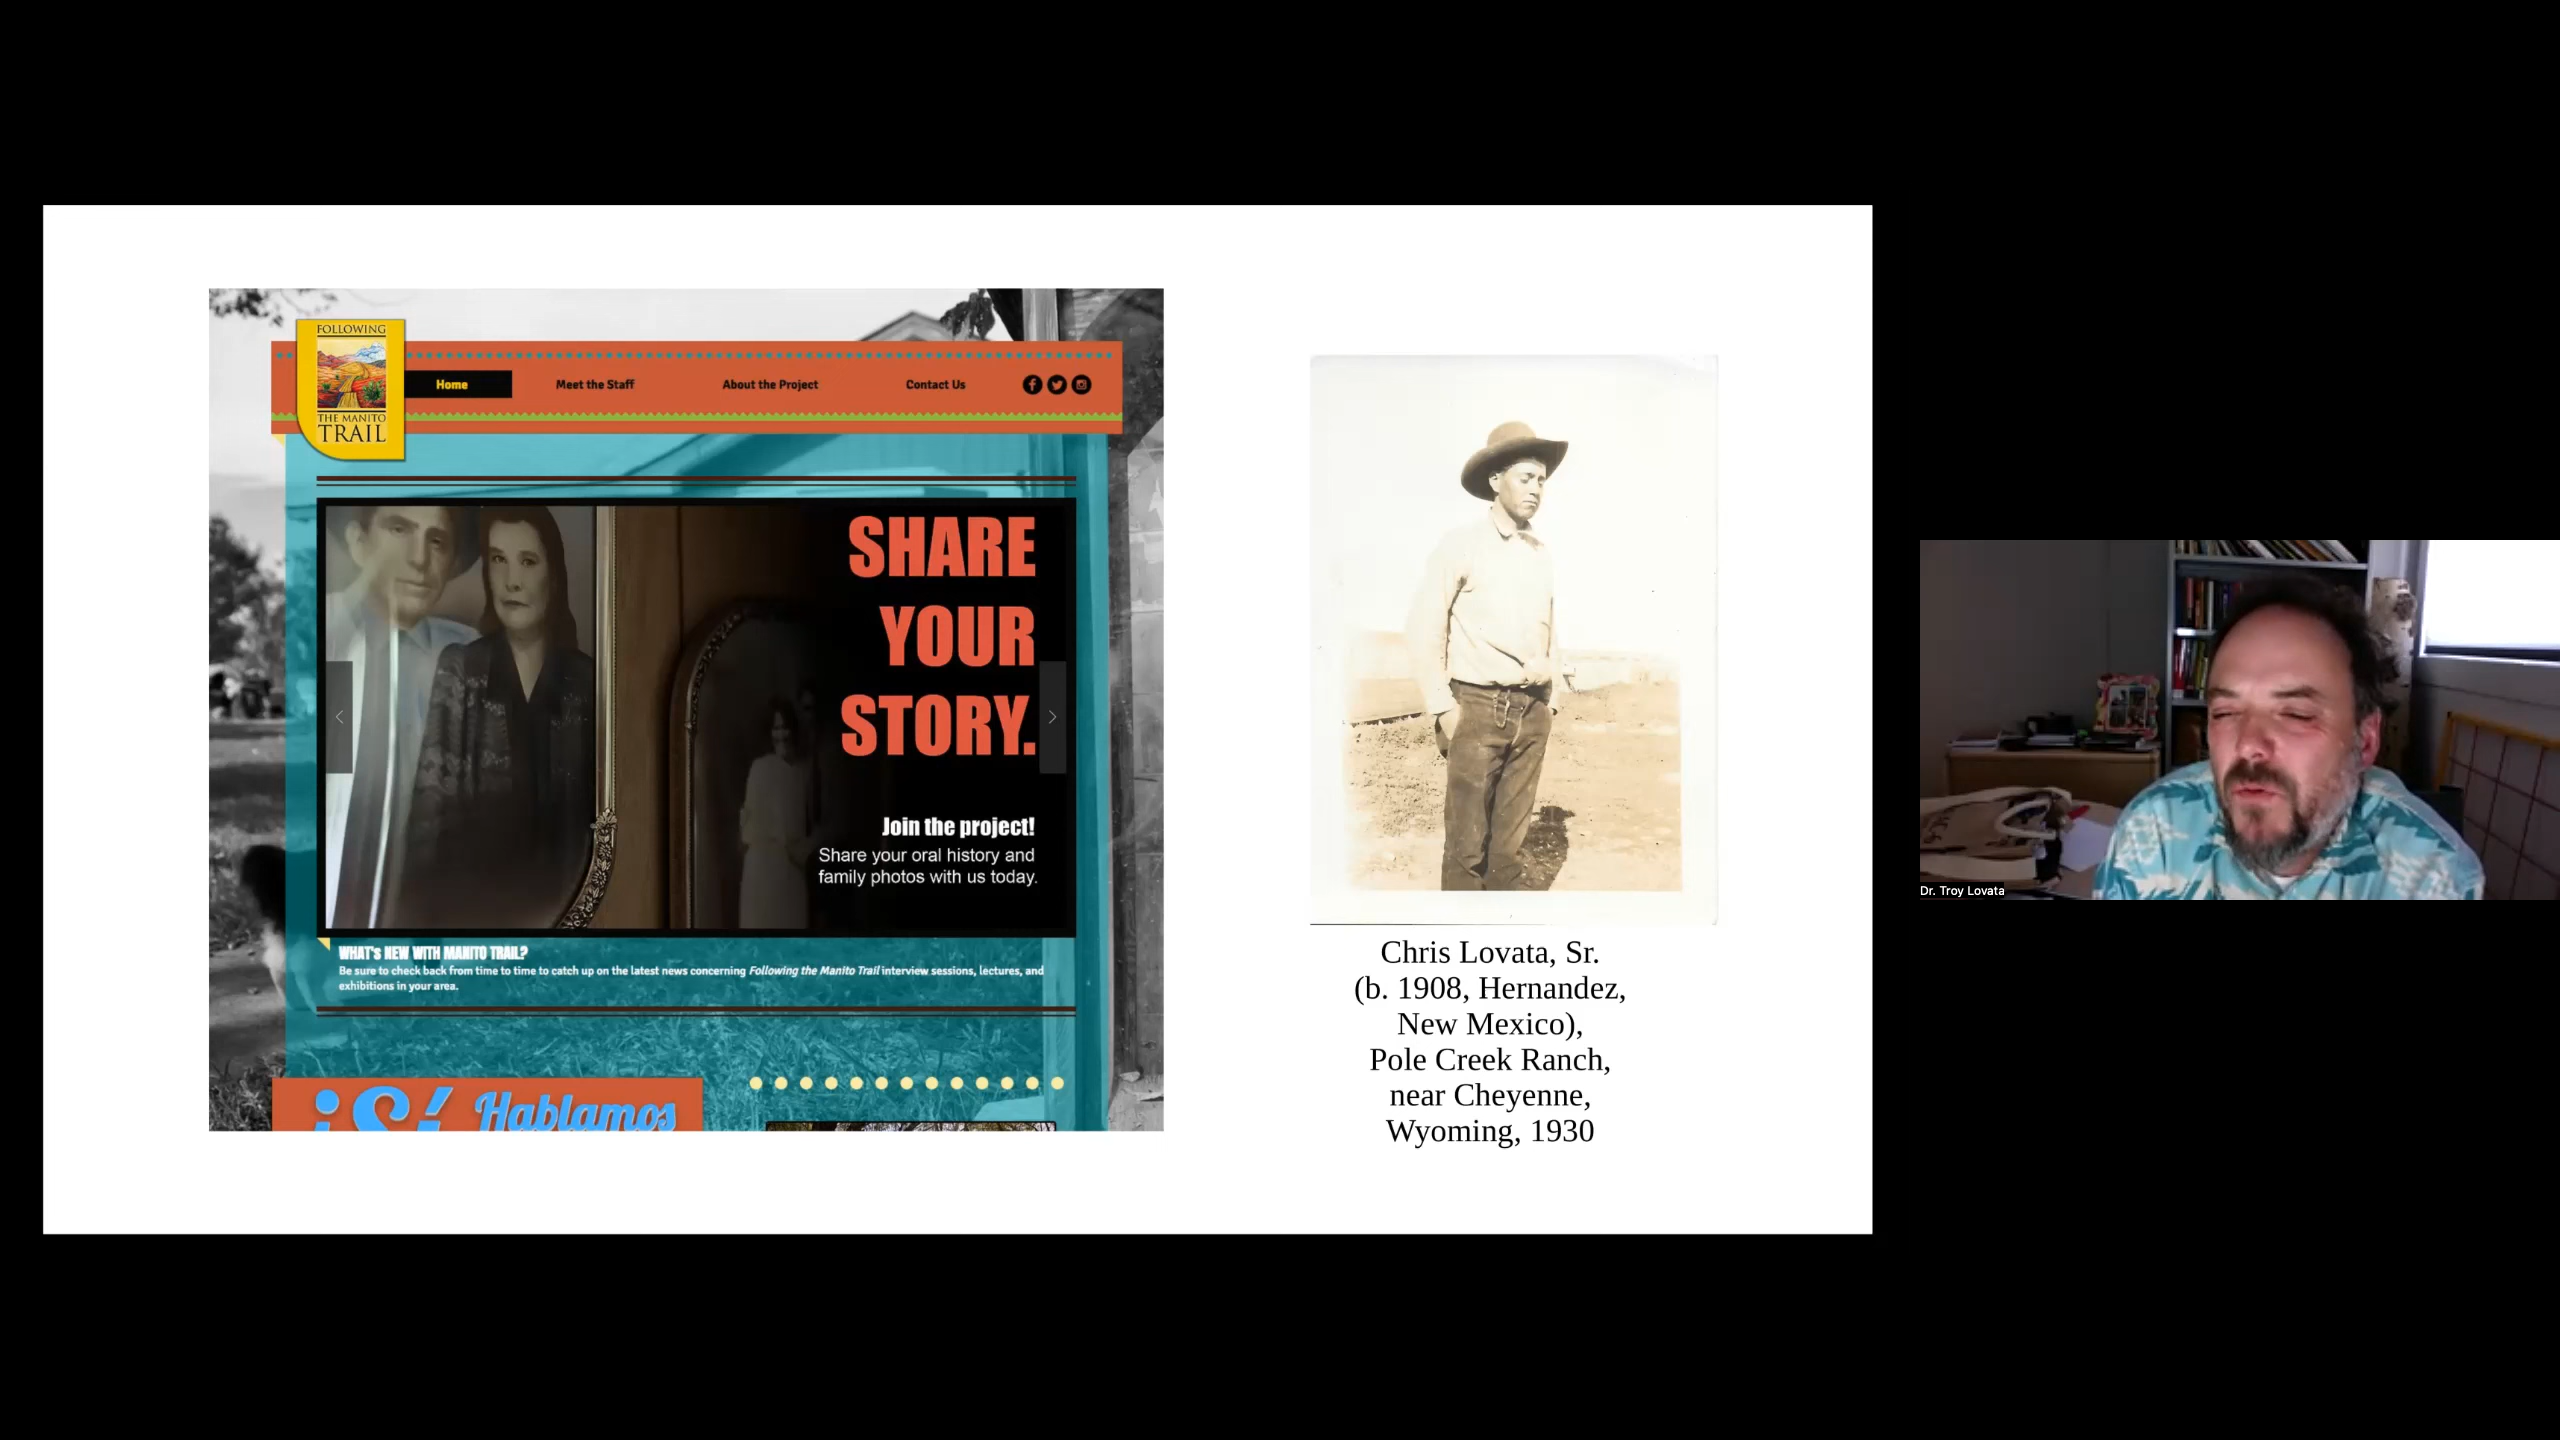 FOLLOWING
THE MANITO
TRAIL
Home
Meet the Staff
About the Project
Contact Us
SHARE
YOUR
STORY.
Join the project!
Share your oral history and
family photos with us today.
WHAT's NEW WITH MANITO TRAIL?
Be sure to check back from time to time to catch up on the latest news concerning Following the Manito Trail interview sessions, lectures, and
exhibitions in your area.
¡Sí Hablamos
Chris Lovata, Sr.
(b. 1908, Hernandez,
New Mexico),
Pole Creek Ranch,
near Cheyenne,
Wyoming, 1930
Dr. Troy Lovata